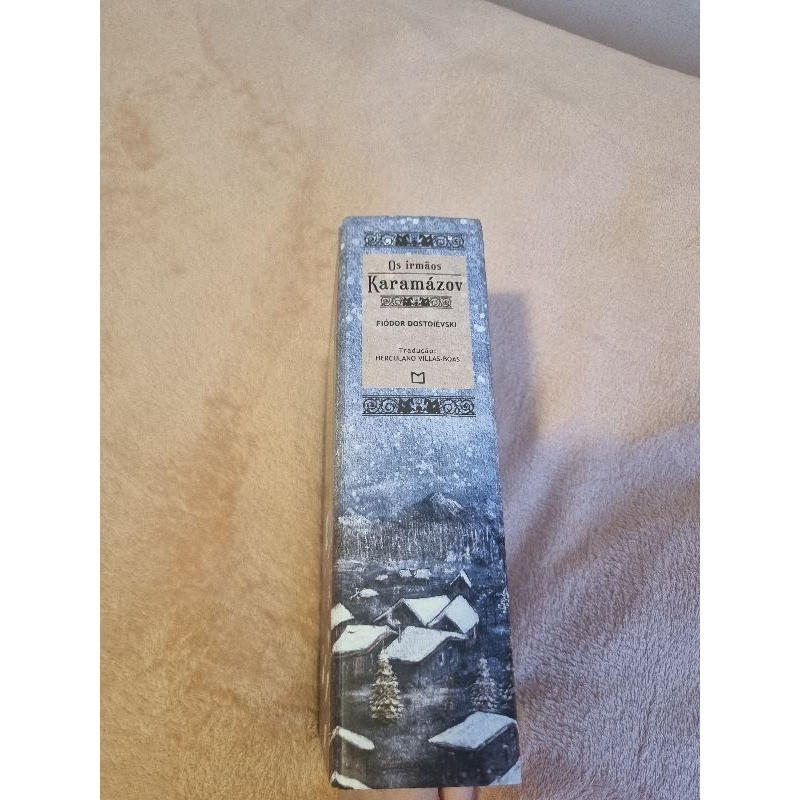 Os irmãos
Karamázov
FIÓDOR DOSTOIÉVSKI
Tradução:
HERCULANO VILLAS-BOAS